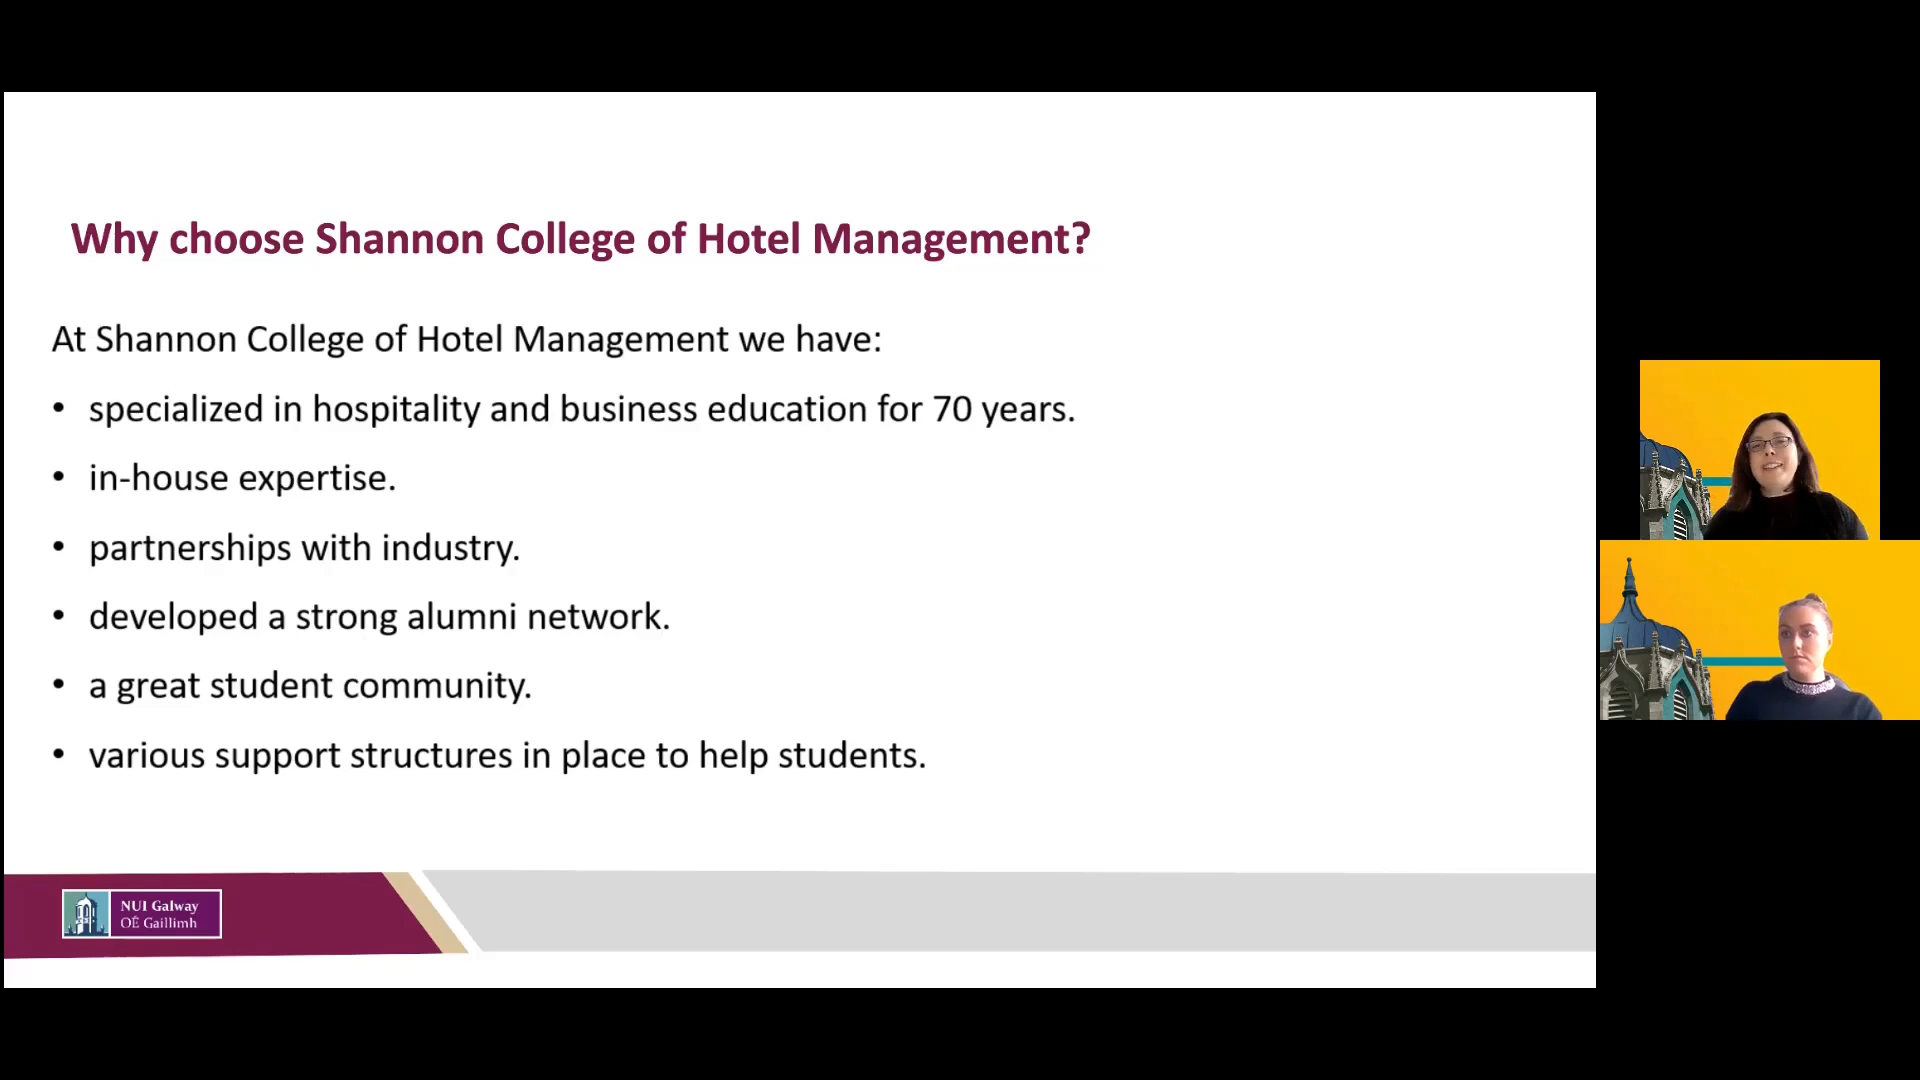 Why choose Shannon College of Hotel Management?
At Shannon College of Hotel Management we have:
• specialized in hospitality and business education for 70 years.
• in-house expertise.
• partnerships with industry.
• developed a strong alumni network.
• a great student community.
• various support structures in place to help students.
NUI Galway
OÉ Gaillimh